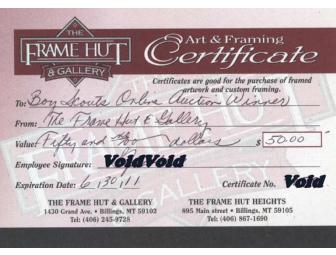 THE
FRAME HUT
& GALLERY
Art & Framing
Certificate
Certificates are good for the purchase of framed
artwork and custom framing.
To: Boy Scouts Online Auction (Winner)
From: The Frame Hut & Gallery
Value: Fifty and 00/100 dollars $ 50.00
Employee Signature: VoidVoid
Expiration Date: 6/30/11 Certificate No. Void
THE FRAME HUT & GALLERY THE FRAME HUT HEIGHTS
1430 Grand Ave. • Billings, MT 59102 895 Main street • Billings, MT 59105
Tel: (406) 245-9728 Tel: (406) 867-1690